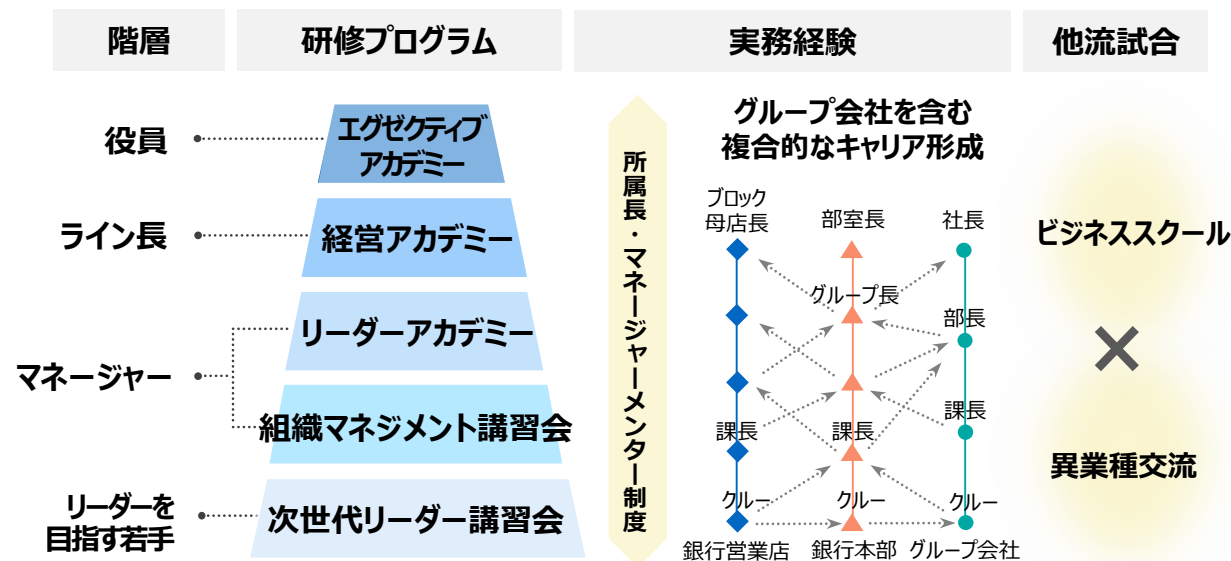 階層
研修プログラム
実務経験
他流試合
役員
エグゼクティブ
アカデミー
ライン長
経営アカデミー
マネージャー
リーダーアカデミー
組織マネジメント講習会
リーダーを
目指す若手
次世代リーダー講習会
所属長・マネージャーメンター制度
グループ会社を含む
複合的なキャリア形成
ブロック
母店長
部室長
社長
グループ長
部長
課長
課長
課長
クルー
クルー
クルー
銀行営業店
銀行本部
グループ会社
ビジネススクール
×
異業種交流